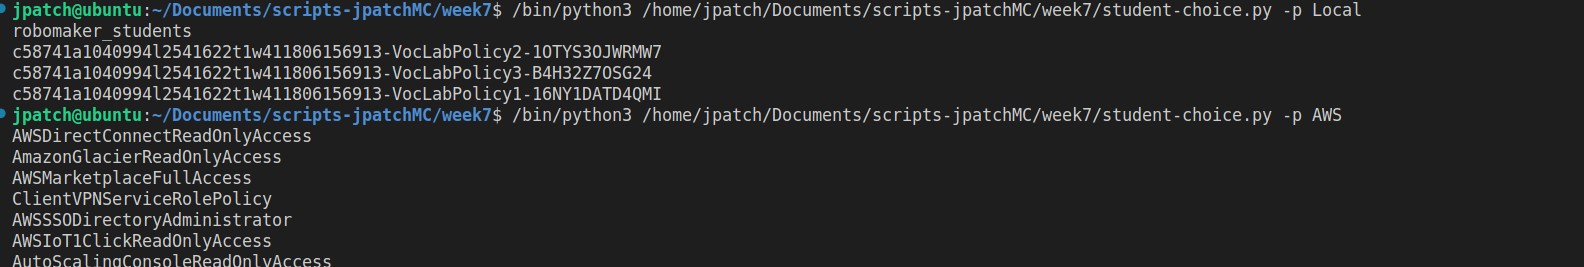 jpatch@ubuntu:~/Documents/scripts-jpatchMC/week7$ /bin/python3 /home/jpatch/Documents/scripts-jpatchMC/week7/student-choice.py -p Local
robomaker_students
c58741a1040994l2541622t1w411806156913-VocLabPolicy2-1OTYS3OJWRMW7
c58741a1040994l2541622t1w411806156913-VocLabPolicy3-B4H32Z7OSG24
c58741a1040994l2541622t1w411806156913-VocLabPolicy1-16NY1DATD4QMI
jpatch@ubuntu:~/Documents/scripts-jpatchMC/week7$ /bin/python3 /home/jpatch/Documents/scripts-jpatchMC/week7/student-choice.py -p AWS
AWSDirectConnectReadOnlyAccess
AmazonGlacierReadOnlyAccess
AWSMarketplaceFullAccess
ClientVPNServiceRolePolicy
AWSSSODirectoryAdministrator
AWSIoT1ClickReadOnlyAccess
AutoScalingConsoleReadOnlyAccess